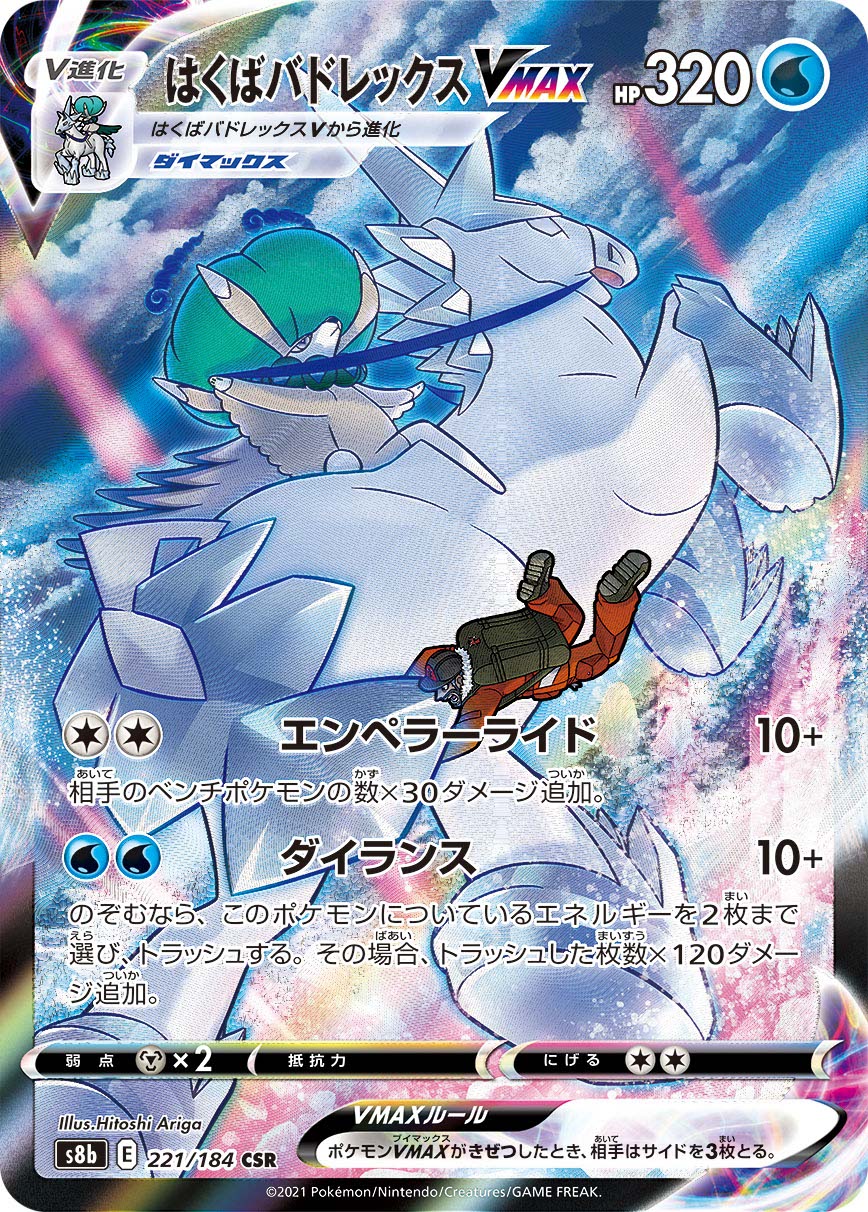 V進化
はくばバドレックスVMAX HP320
はくばバドレックスVから進化
ダイマックス
エンペラーライド 10+
相手のベンチポケモンの数×30ダメージ追加。
ダイランス 10+
のぞむなら、このポケモンについているエネルギーを2枚まで
選び、トラッシュする。その場合、トラッシュした枚数×120ダメー
ジ追加。
弱点 ×2 抵抗力 にげる
Illus.Hitoshi Ariga
VMAXルール
ポケモンVMAXがきぜつしたとき、相手はサイドを3枚とる。
s8b E 221/184 CSR
©2021 Pokémon/Nintendo/Creatures/GAME FREAK.